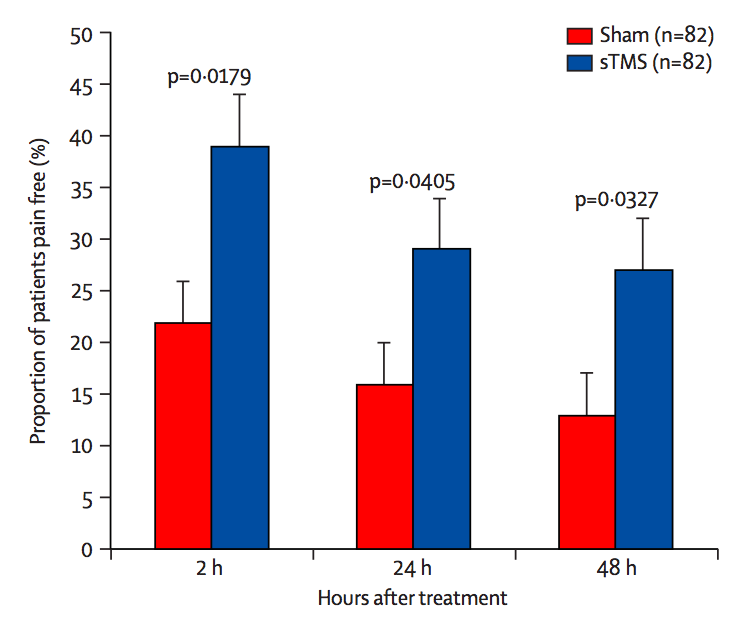 Sham (n=82)
sTMS (n=82)
Proportion of patients pain free (%)
50
45
40
35
30
25
20
15
10
5
0
p=0·0179
p=0·0405
p=0·0327
2 h
24 h
48 h
Hours after treatment